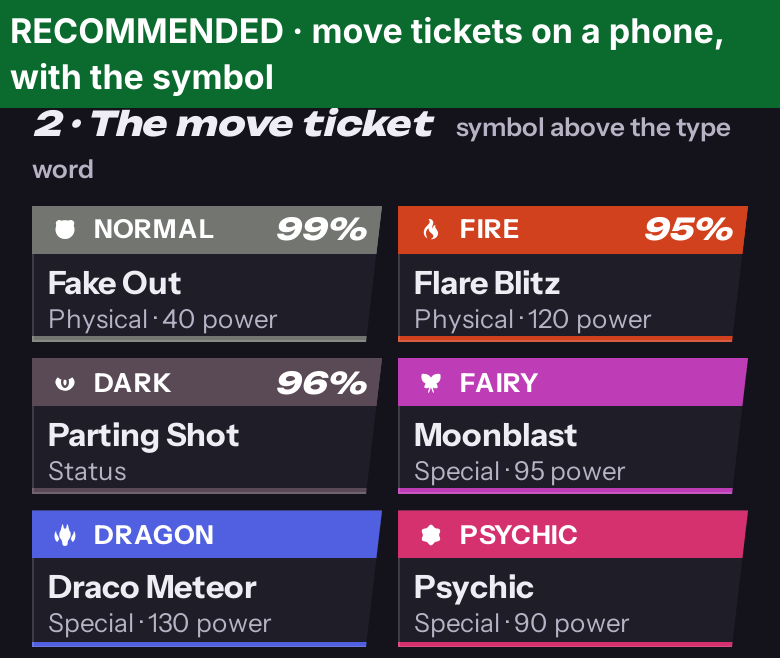 RECOMMENDED · move tickets on a phone,
with the symbol
2 · The move ticket symbol above the type
word
NORMAL 99%
Fake Out
Physical · 40 power
FIRE 95%
Flare Blitz
Physical · 120 power
DARK 96%
Parting Shot
Status
FAIRY
Moonblast
Special · 95 power
DRAGON
Draco Meteor
Special · 130 power
PSYCHIC
Psychic
Special · 90 power